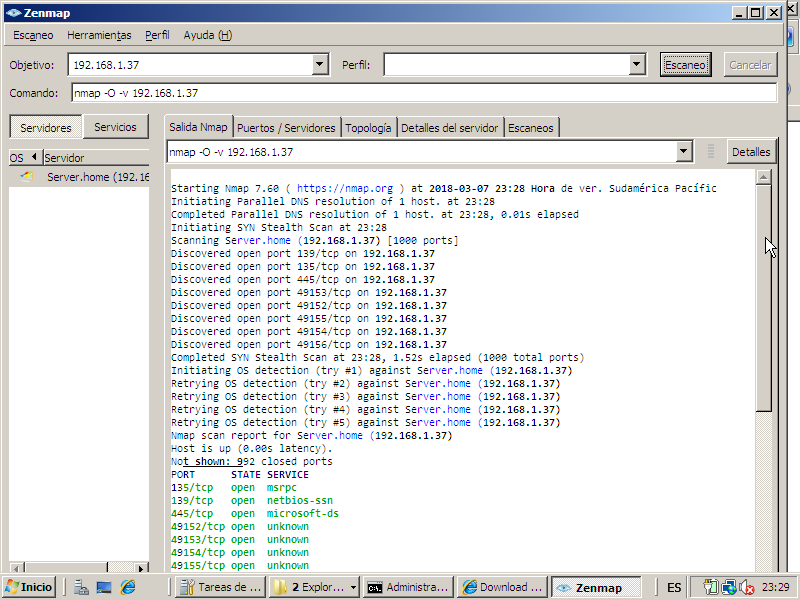 Zenmap
Escaneo Herramientas Perfil Ayuda (H)
Objetivo: 192.168.1.37 Perfil: Escaneo Cancelar
Comando: nmap -O -v 192.168.1.37
Servidores Servicios Salida Nmap Puertos / Servidores Topología Detalles del servidor Escaneos
OS Servidor nmap -O -v 192.168.1.37 Detalles
Server.home (192.16
Starting Nmap 7.60 ( https://nmap.org ) at 2018-03-07 23:28 Hora de ver. Sudamérica Pacífic
Initiating Parallel DNS resolution of 1 host. at 23:28
Completed Parallel DNS resolution of 1 host. at 23:28, 0.01s elapsed
Initiating SYN Stealth Scan at 23:28
Scanning Server.home (192.168.1.37) [1000 ports]
Discovered open port 139/tcp on 192.168.1.37
Discovered open port 135/tcp on 192.168.1.37
Discovered open port 445/tcp on 192.168.1.37
Discovered open port 49153/tcp on 192.168.1.37
Discovered open port 49152/tcp on 192.168.1.37
Discovered open port 49155/tcp on 192.168.1.37
Discovered open port 49154/tcp on 192.168.1.37
Discovered open port 49156/tcp on 192.168.1.37
Completed SYN Stealth Scan at 23:28, 1.52s elapsed (1000 total ports)
Initiating OS detection (try #1) against Server.home (192.168.1.37)
Retrying OS detection (try #2) against Server.home (192.168.1.37)
Retrying OS detection (try #3) against Server.home (192.168.1.37)
Retrying OS detection (try #4) against Server.home (192.168.1.37)
Retrying OS detection (try #5) against Server.home (192.168.1.37)
Nmap scan report for Server.home (192.168.1.37)
Host is up (0.00s latency).
Not shown: 992 closed ports
PORT STATE SERVICE
135/tcp open msrpc
139/tcp open netbios-ssn
445/tcp open microsoft-ds
49152/tcp open unknown
49153/tcp open unknown
49154/tcp open unknown
49155/tcp open unknown
Inicio Tareas de ... 2 Explor... Administra... Download ... Zenmap ES 23:29